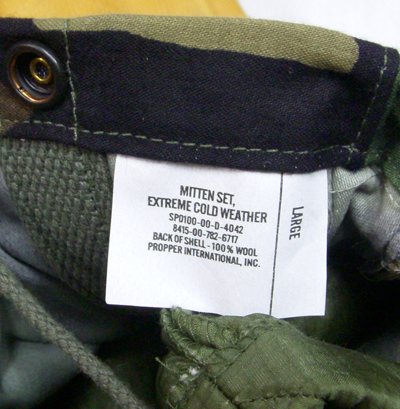 MITTEN SET,
EXTREME COLD WEATHER
SPO100-00-D-4042
8415-00-782-6717
BACK OF SHELL - 100% WOOL
PROPPER INTERNATIONAL, INC.
LARGE